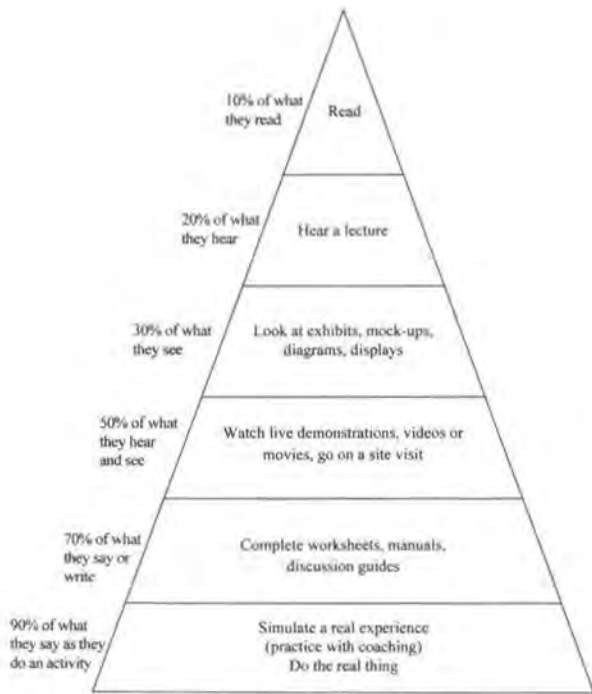 10% of what
they read
Read
20% of what
they hear
Hear a lecture
30% of what
they see
Look at exhibits, mock-ups,
diagrams, displays
50% of what
they hear
and see
Watch live demonstrations, videos or
movies, go on a site visit
70% of what
they say or
write
Complete worksheets, manuals,
discussion guides
90% of what
they say as they
do an activity
Simulate a real experience
(practice with coaching)
Do the real thing